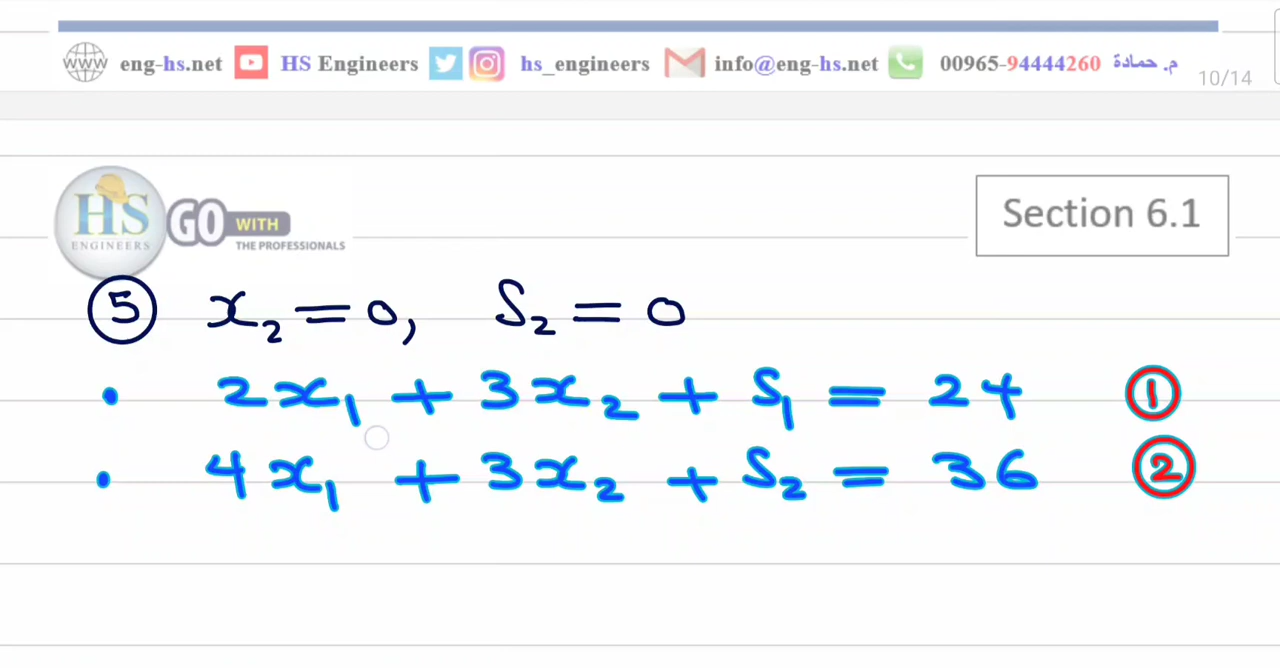 www eng-hs.net HS Engineers hs_engineers info@eng-hs.net 00965-94444260 م. حمادة
10/14
HS ENGINEERS GO WITH THE PROFESSIONALS
Section 6.1
⑤ x₂ = 0, S₂ = 0
• 2x₁ + 3x₂ + S₁ = 24 ①
• 4x₁ + 3x₂ + S₂ = 36 ②